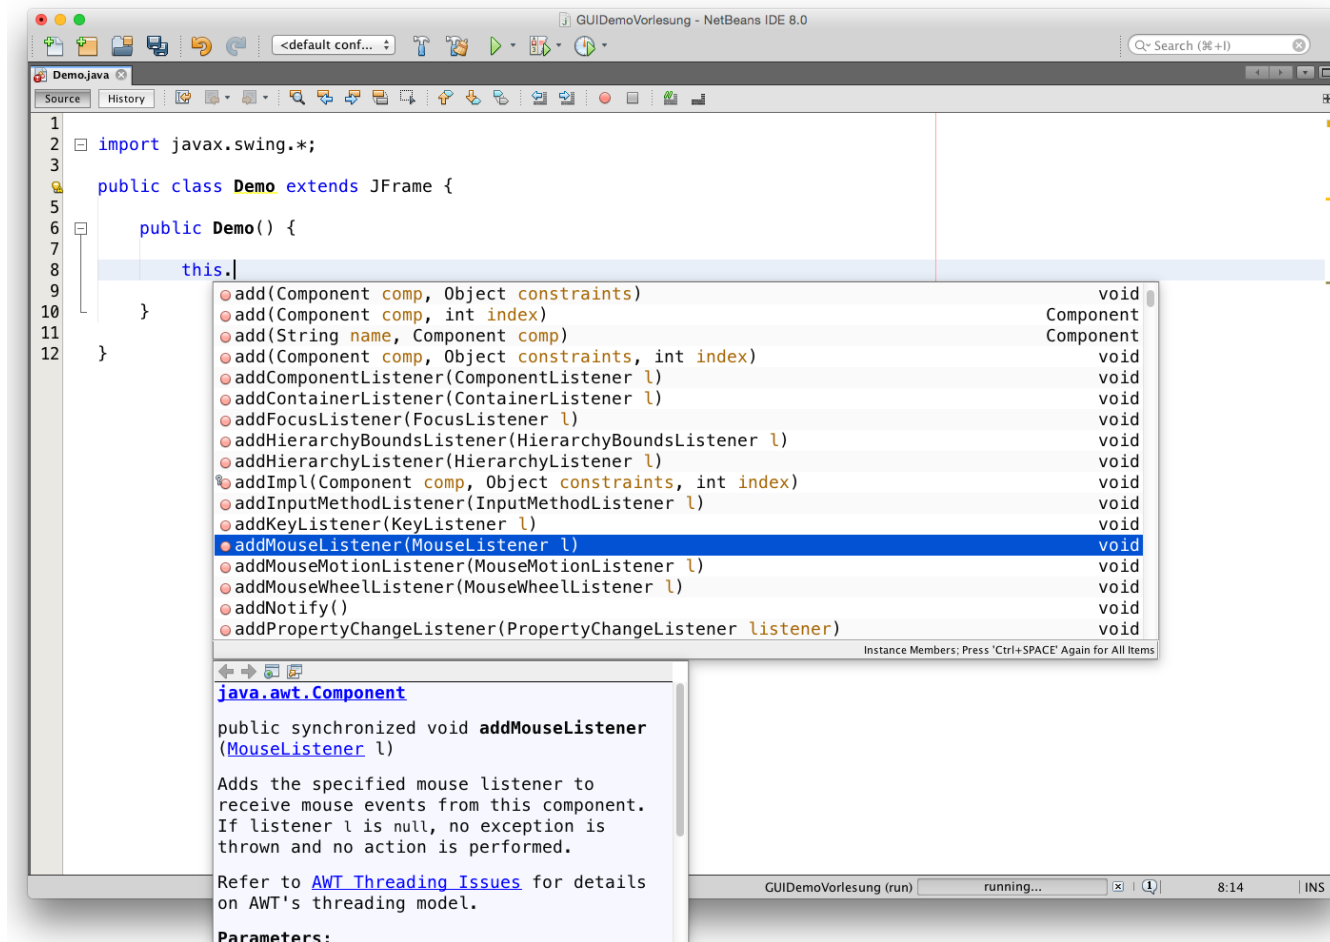 GUIDemoVorlesung - NetBeans IDE 8.0
<default conf...
Search (⌘+I)
Demo.java
Source History
1
2 import javax.swing.*;
3
public class Demo extends JFrame {
5
6 public Demo() {
7
8 this.
9
10 }
11
12 }
add(Component comp, Object constraints) void
add(Component comp, int index) Component
add(String name, Component comp) Component
add(Component comp, Object constraints, int index) void
addComponentListener(ComponentListener l) void
addContainerListener(ContainerListener l) void
addFocusListener(FocusListener l) void
addHierarchyBoundsListener(HierarchyBoundsListener l) void
addHierarchyListener(HierarchyListener l) void
addImpl(Component comp, Object constraints, int index) void
addInputMethodListener(InputMethodListener l) void
addKeyListener(KeyListener l) void
addMouseListener(MouseListener l) void
addMouseMotionListener(MouseMotionListener l) void
addMouseWheelListener(MouseWheelListener l) void
addNotify() void
addPropertyChangeListener(PropertyChangeListener listener) void
Instance Members; Press 'Ctrl+SPACE' Again for All Items
java.awt.Component
public synchronized void addMouseListener
(MouseListener l)
Adds the specified mouse listener to
receive mouse events from this component.
If listener l is null, no exception is
thrown and no action is performed.
Refer to AWT Threading Issues for details
on AWT's threading model.
Parameters:
GUIDemoVorlesung (run) running... 1 8:14 INS